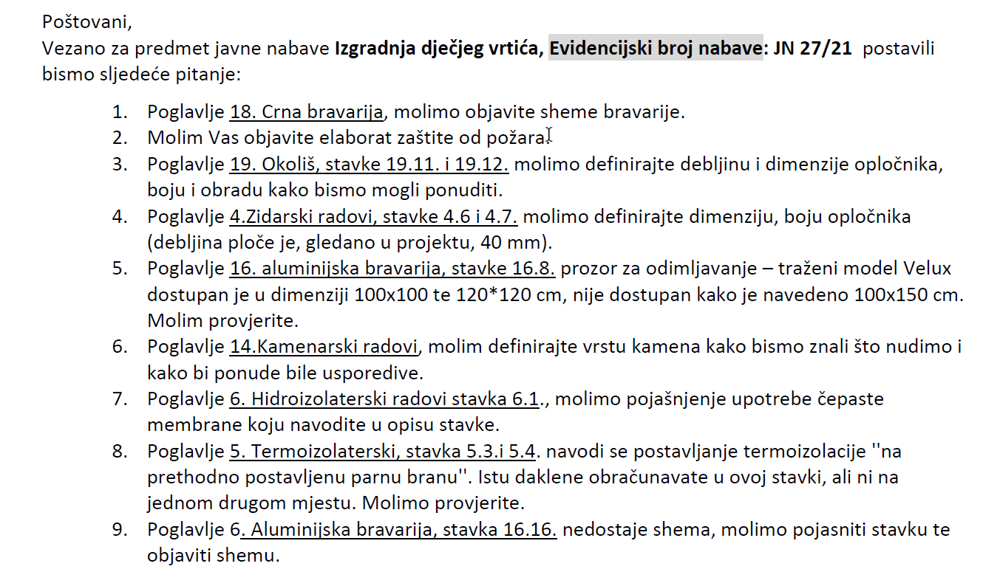 Poštovani,
Vezano za predmet javne nabave Izgradnja dječjeg vrtića, Evidencijski broj nabave: JN 27/21 postavili
bismo sljedeće pitanje:
1. Poglavlje 18. Crna bravarija, molimo objavite sheme bravarije.
2. Molim Vas objavite elaborat zaštite od požara.
3. Poglavlje 19. Okoliš, stavke 19.11. i 19.12. molimo definirajte debljinu i dimenzije opločnika,
boju i obradu kako bismo mogli ponuditi.
4. Poglavlje 4.Zidarski radovi, stavke 4.6 i 4.7. molimo definirajte dimenziju, boju opločnika
(debljina ploče je, gledano u projektu, 40 mm).
5. Poglavlje 16. aluminijska bravarija, stavke 16.8. prozor za odimljavanje – traženi model Velux
dostupan je u dimenziji 100x100 te 120*120 cm, nije dostupan kako je navedeno 100x150 cm.
Molim provjerite.
6. Poglavlje 14.Kamenarski radovi, molim definirajte vrstu kamena kako bismo znali što nudimo i
kako bi ponude bile usporedive.
7. Poglavlje 6. Hidroizolaterski radovi stavka 6.1., molimo pojašnjenje upotrebe čepaste
membrane koju navodite u opisu stavke.
8. Poglavlje 5. Termoizolaterski, stavka 5.3.i 5.4. navodi se postavljanje termoizolacije ''na
prethodno postavljenu parnu branu''. Istu daklene obračunavate u ovoj stavki, ali ni na
jednom drugom mjestu. Molimo provjerite.
9. Poglavlje 6. Aluminijska bravarija, stavka 16.16. nedostaje shema, molimo pojasniti stavku te
objaviti shemu.